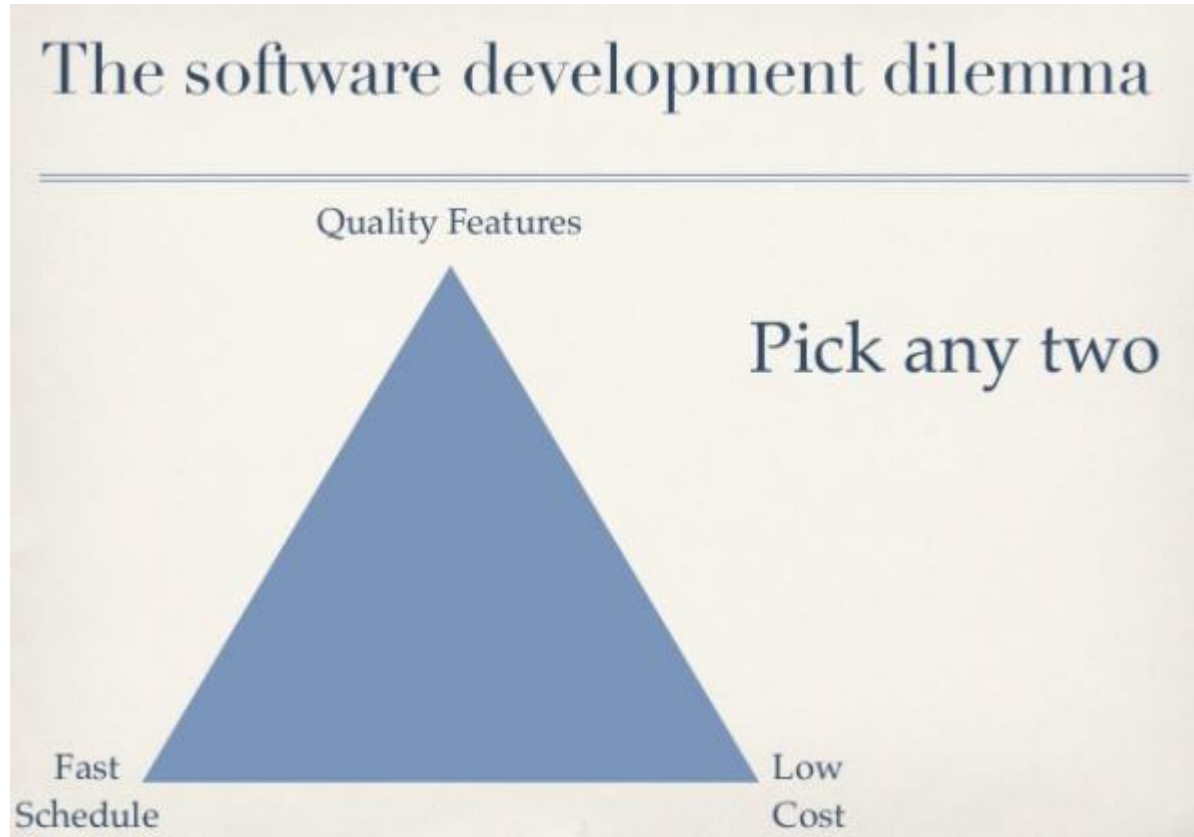 The software development dilemma
Quality Features
Pick any two
Fast
Schedule
Low
Cost